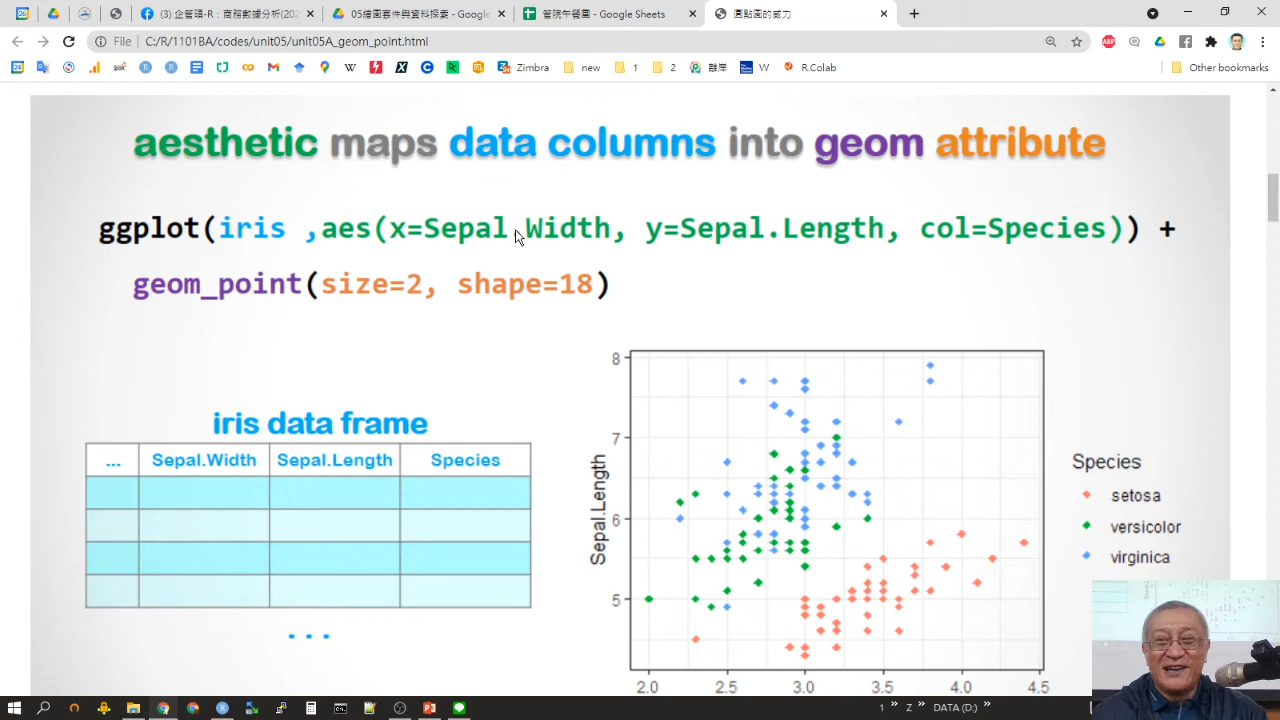 (3) 企管碩-R：商務數據分析(202
05繪圖套件與資料探索 - Google
管院午餐團 - Google Sheets
圓點圖的威力
File C:/R/1101BA/codes/unit05/unit05A_geom_point.html
Zimbra new 1 2 離岸 W R.Colab Other bookmarks
aesthetic maps data columns into geom attribute
ggplot(iris ,aes(x=Sepal.Width, y=Sepal.Length, col=Species)) +
geom_point(size=2, shape=18)
iris data frame
... Sepal.Width Sepal.Length Species
...
Sepal.Length
8
7
6
5
2.0 2.5 3.0 3.5 4.0 4.5
Species
setosa
versicolor
virginica
1 Z DATA (D:)